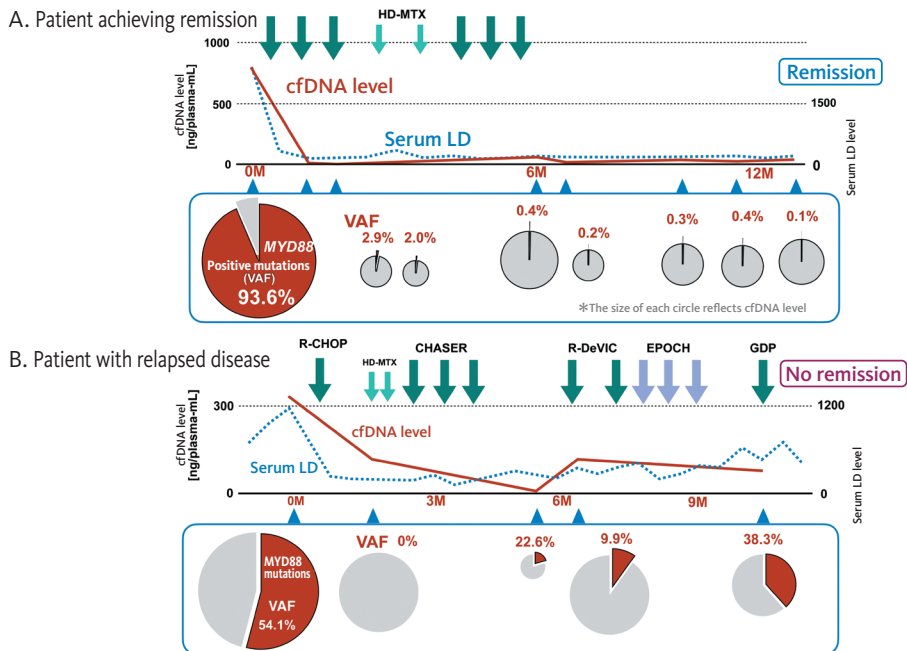 A. Patient achieving remission
HD-MTX
1000
Remission
cfDNA level
cfDNA level
[ng/plasma-mL]
500
1500
Serum LD
Serum LD level
0
0
0M
6M
12M
VAF
MYD88
Positive mutations
(VAF)
93.6%
2.9%
2.0%
0.4%
0.2%
0.3%
0.4%
0.1%
*The size of each circle reflects cfDNA level
B. Patient with relapsed disease
R-CHOP
HD-MTX
CHASER
R-DeVIC
EPOCH
GDP
No remission
300
1200
cfDNA level
[ng/plasma-mL]
cfDNA level
Serum LD
Serum LD level
0
0
0M
3M
6M
9M
MYD88
mutations
VAF
54.1%
VAF 0%
22.6%
9.9%
38.3%